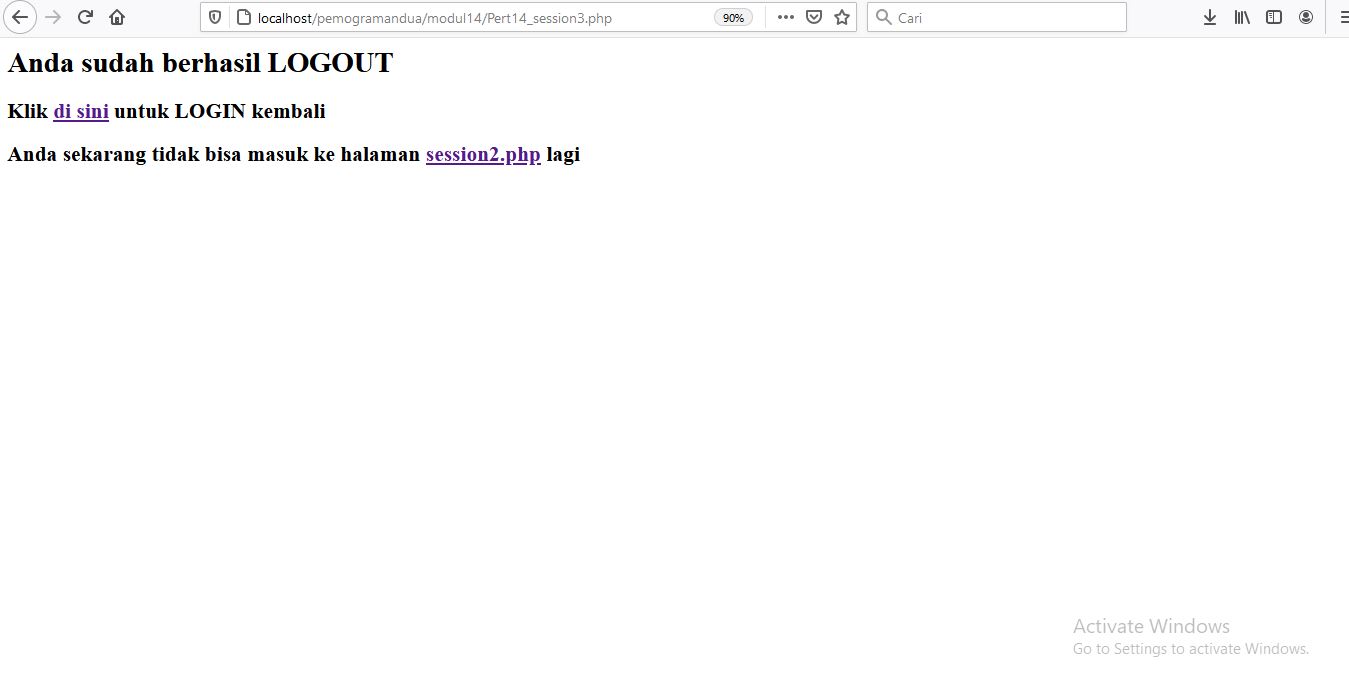 localhost/pemogramandua/modul14/Pert14_session3.php 90% Cari
Anda sudah berhasil LOGOUT
Klik di sini untuk LOGIN kembali
Anda sekarang tidak bisa masuk ke halaman session2.php lagi
Activate Windows
Go to Settings to activate Windows.